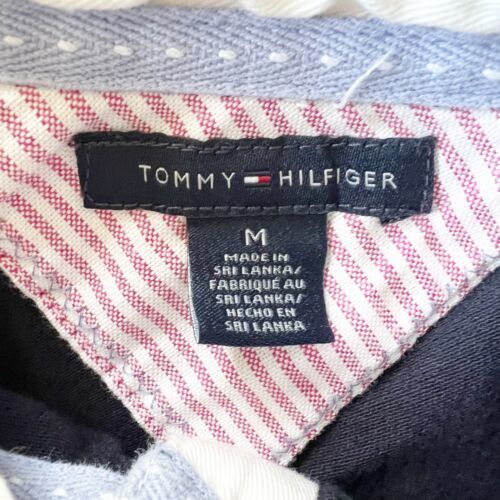 TOMMY HILFIGER
M
MADE IN
SRI LANKA/
FABRIQUÉ AU
SRI LANKA/
HECHO EN
SRI LANKA